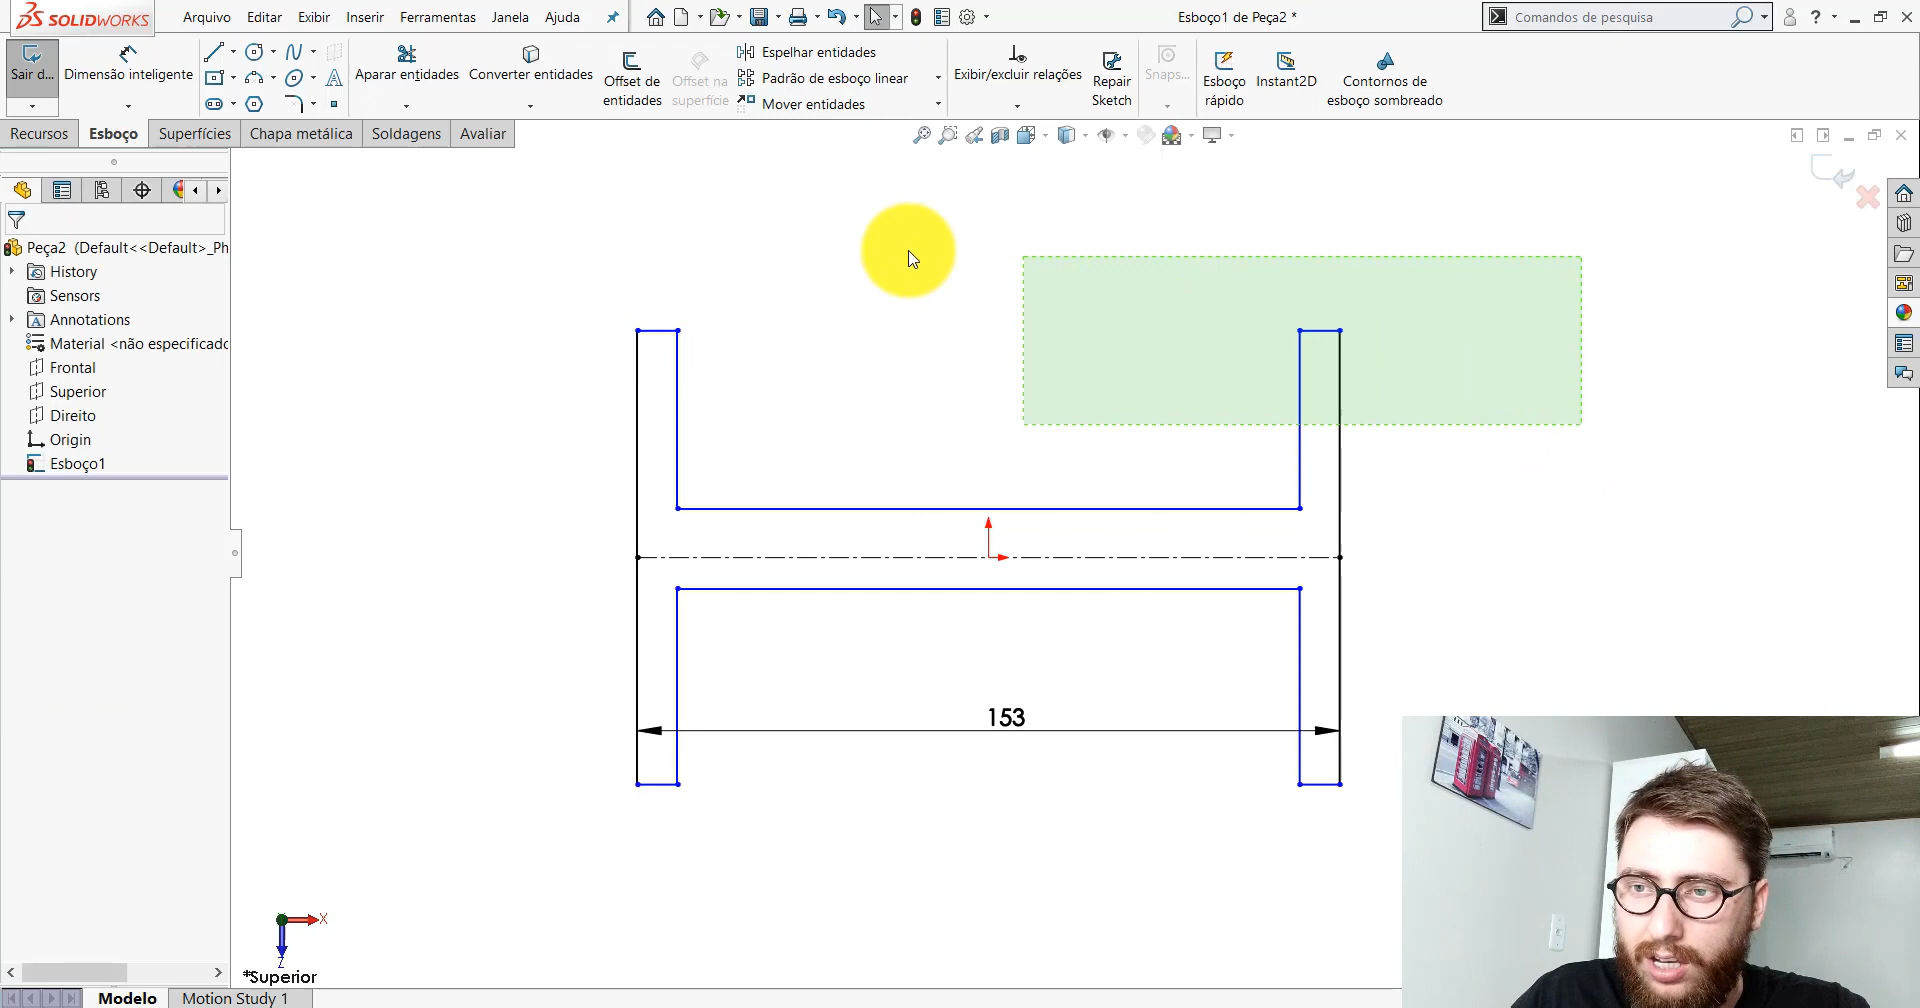 SOLIDWORKS
Arquivo Editar Exibir Inserir Ferramentas Janela Ajuda
Esboço1 de Peça2 *
Comandos de pesquisa
?
Sair d...
Dimensão inteligente
Aparar entidades
Converter entidades
Offset de
entidades
Offset na
superfície
Espelhar entidades
Padrão de esboço linear
Mover entidades
Exibir/excluir relações
Repair
Sketch
Snaps...
Esboço
rápido
Instant2D
Contornos de
esboço sombreado
Recursos Esboço Superfícies Chapa metálica Soldagens Avaliar
Peça2 (Default<<Default>_Ph
History
Sensors
Annotations
Material <não especificado
Frontal
Superior
Direito
Origin
Esboço1
153
X
Z
*Superior
Modelo Motion Study 1